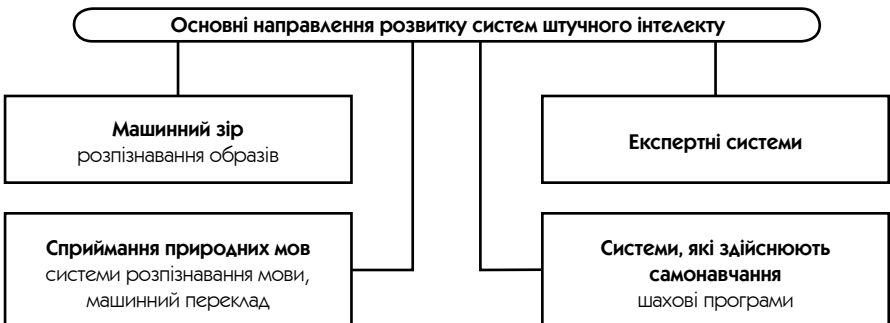 Основні направлення розвитку систем штучного інтелекту
Машинний зір
розпізнавання образів
Експертні системи
Сприймання природних мов
системи розпізнавання мови,
машинний переклад
Системи, які здійснюють
самонавчання
шахові програми